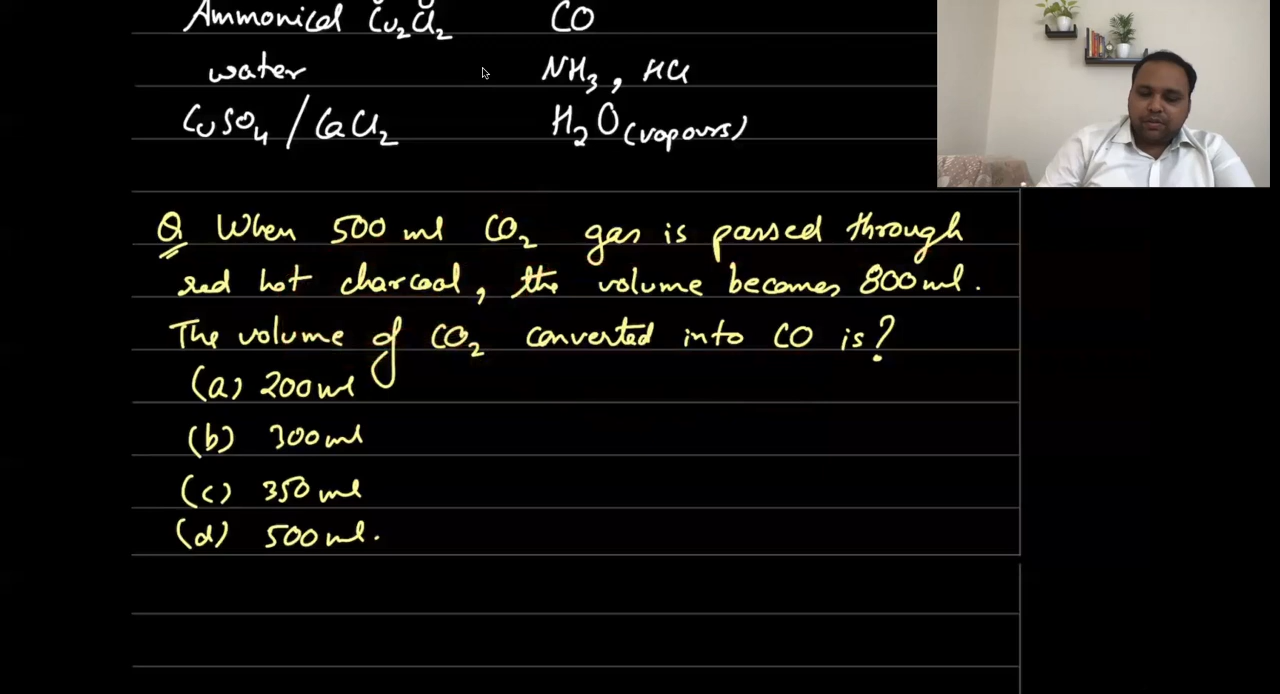 Ammonical Cu₂Cl₂ CO
water NH₃, HCl
CuSO₄ / CaCl₂ H₂O (vapours)
Q When 500 ml CO₂ gas is passed through
red hot charcoal, the volume becomes 800 ml.
The volume of CO₂ converted into CO is?
(a) 200 ml
(b) 300 ml
(c) 350 ml
(d) 500 ml.